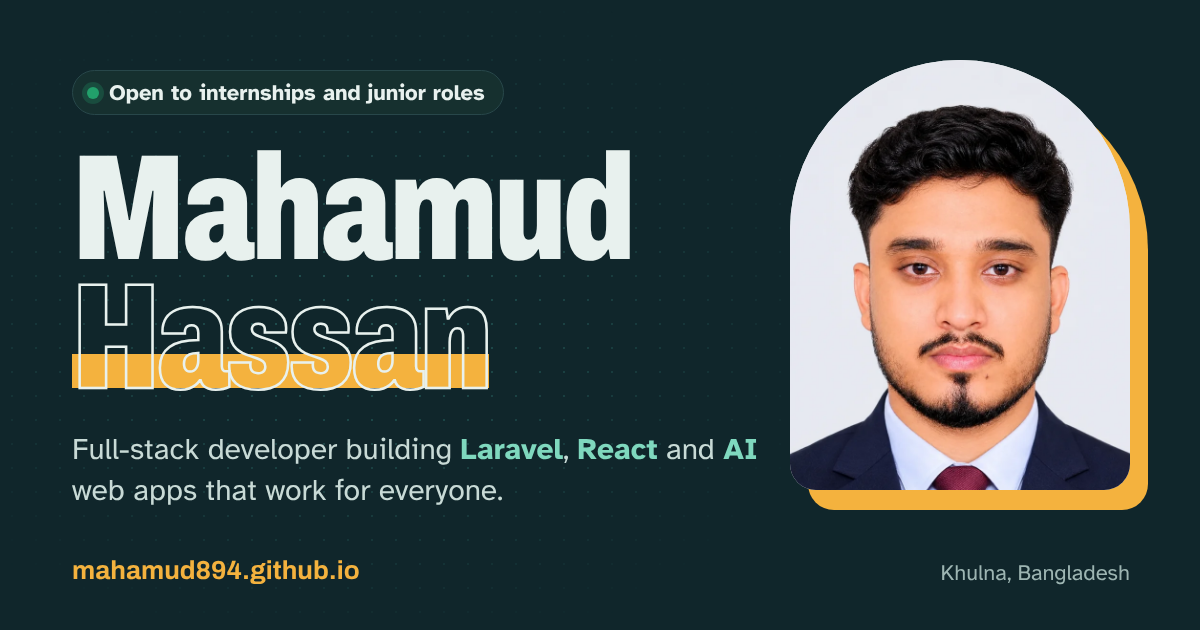 Open to internships and junior roles
Mahamud
Hassan
Full-stack developer building Laravel, React and AI
web apps that work for everyone.
mahamud894.github.io
Khulna, Bangladesh